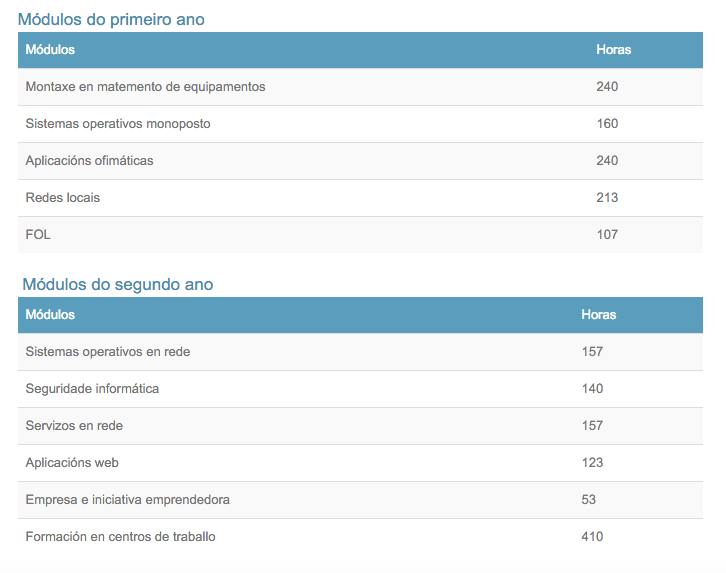 Módulos do primeiro ano
Módulos Horas
Montaxe en matemento de equipamentos 240
Sistemas operativos monoposto 160
Aplicacións ofimáticas 240
Redes locais 213
FOL 107
Módulos do segundo ano
Módulos Horas
Sistemas operativos en rede 157
Seguridade informática 140
Servizos en rede 157
Aplicacións web 123
Empresa e iniciativa emprendedora 53
Formación en centros de traballo 410